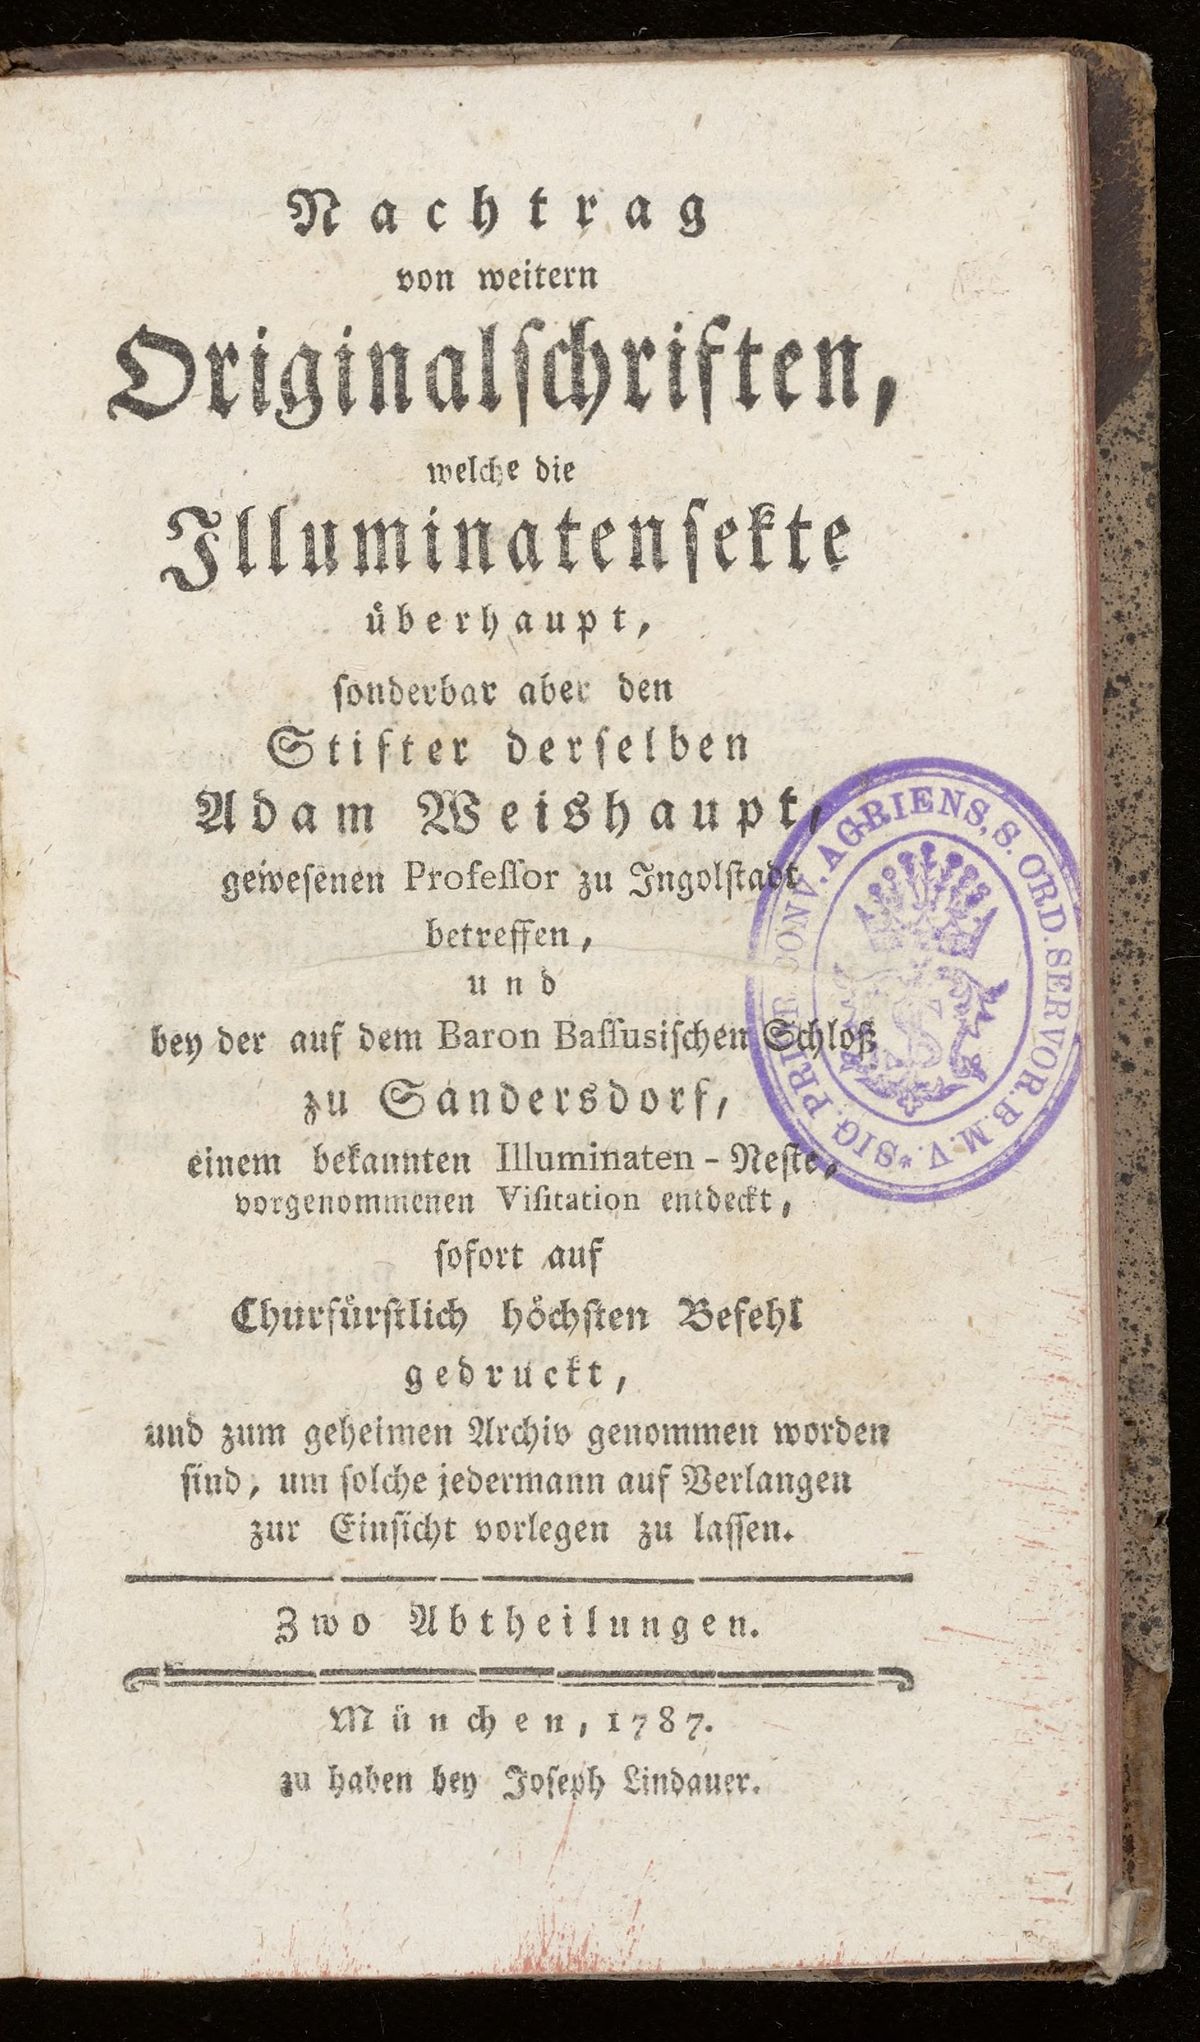 Nachtrag
von weitern
Originalſchriften,
welche die
Illuminatenſekte
uͤberhaupt,
ſonderbar aber den
Stifter derſelben
Adam Weishaupt,
geweſenen Profeſſor zu Ingolſtadt
betreffen,
und
bey der auf dem Baron Baſſusiſchen Schloß
zu Sandersdorf,
einem bekannten Illuminaten - Neſte,
vorgenommenen Viſitation entdeckt,
ſofort auf
Churfürſtlich höchſten Befehl
gedruckt,
und zum geheimen Archiv genommen worden
ſind, um ſolche jedermann auf Verlangen
zur Einſicht vorlegen zu laſſen.
Zwo Abtheilungen.
München, 1787.
zu haben bey Joſeph Lindauer.
*SIG. PRIOR. CONV. AGRIENS, S. ORD. SERVOR. B. M. V.